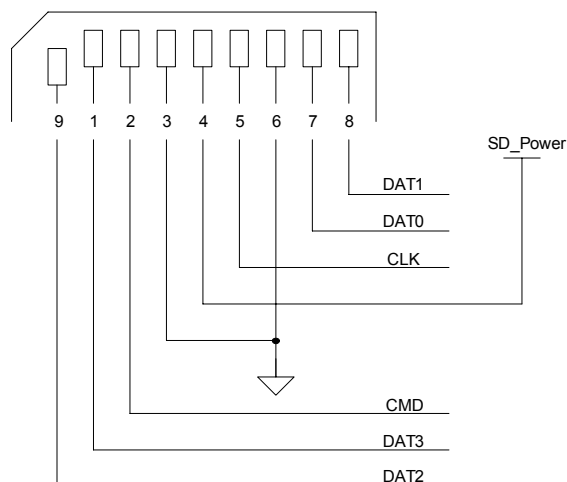 9 1 2 3 4 5 6 7 8
SD_Power
DAT1
DAT0
CLK
CMD
DAT3
DAT2